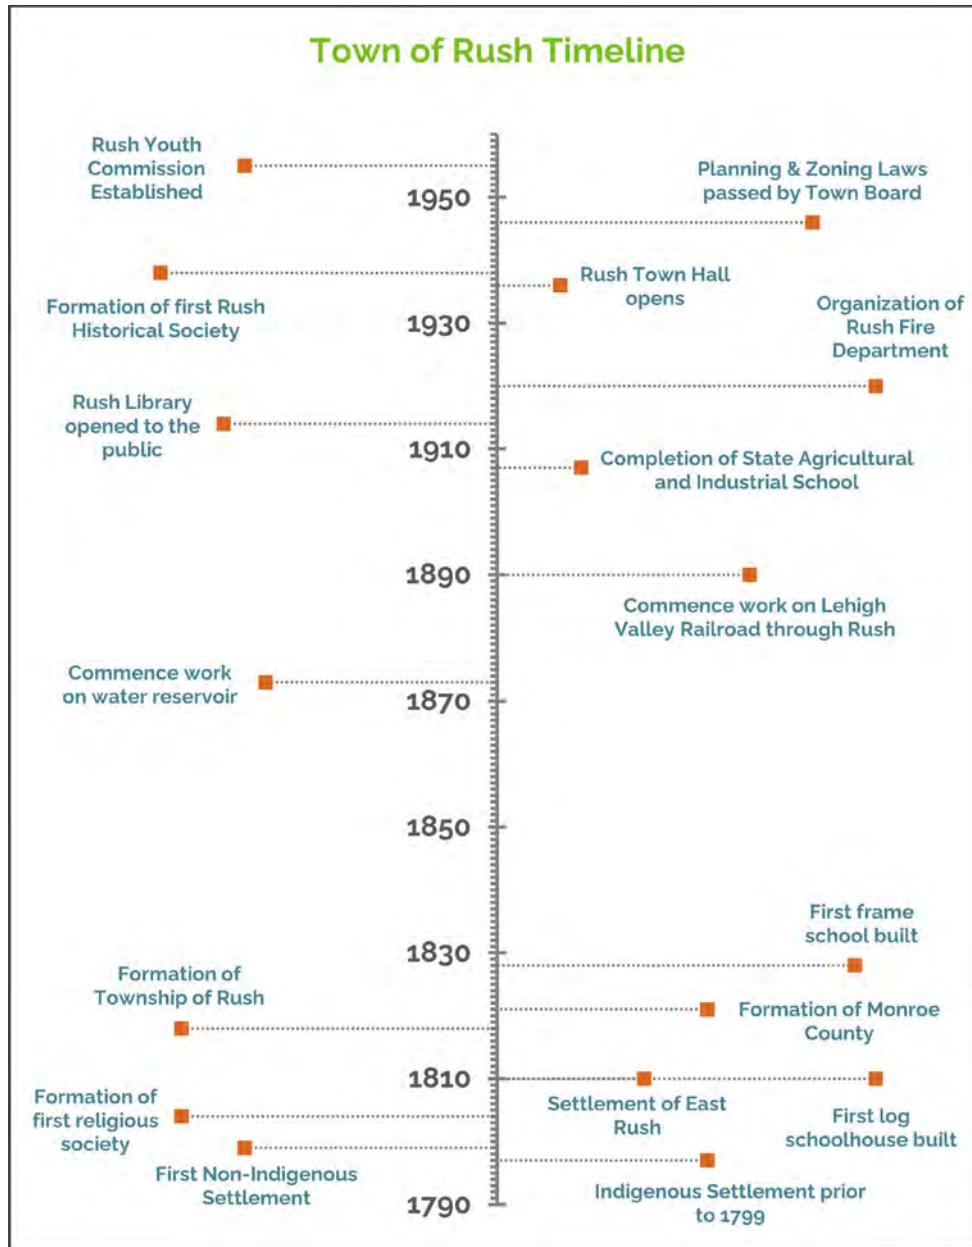 Town of Rush Timeline
Rush Youth
Commission
Established
Planning & Zoning Laws
passed by Town Board
1950
Rush Town Hall
opens
Formation of first Rush
Historical Society
Organization of
Rush Fire
Department
1930
Rush Library
opened to the
public
1910
Completion of State Agricultural
and Industrial School
1890
Commence work on Lehigh
Valley Railroad through Rush
Commence work
on water reservoir
1870
1850
First frame
school built
1830
Formation of
Township of Rush
Formation of Monroe
County
1810
Formation of
first religious
society
Settlement of East
Rush
First log
schoolhouse built
First Non-Indigenous
Settlement
Indigenous Settlement prior
to 1799
1790